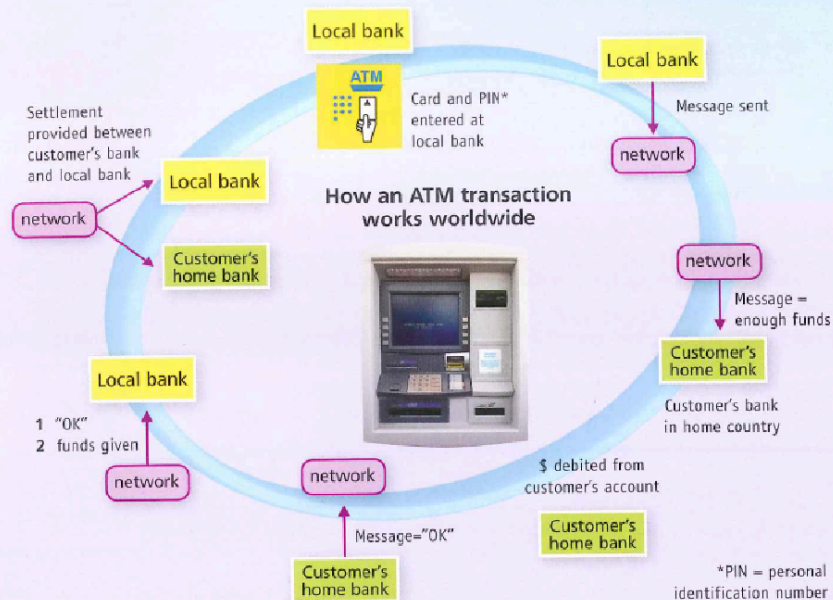 Local bank
ATM
Card and PIN*
entered at
local bank
Local bank
Message sent
network
network
Message =
enough funds
Customer's
home bank
Customer's bank
in home country
$ debited from
customer's account
Customer's
home bank
network
Message="OK"
Customer's
home bank
Local bank
1 "OK"
2 funds given
network
Settlement
provided between
customer's bank
and local bank
network
Local bank
Customer's
home bank
How an ATM transaction
works worldwide
*PIN = personal
identification number